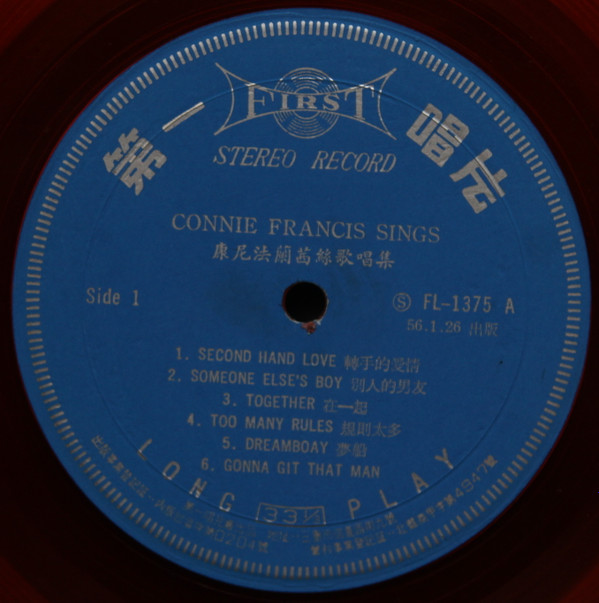 FIRST
第一唱片
STEREO RECORD
CONNIE FRANCIS SINGS
康尼法蘭茜絲歌唱集
Side 1
Ⓢ FL-1375 A
56.1.26 出版
1. SECOND HAND LOVE 轉手的愛情
2. SOMEONE ELSE'S BOY 別人的男友
3. TOGETHER 在一起
4. TOO MANY RULES 規則太多
5. DREAMBOAY 夢船
6. GONNA GIT THAT MAN
LONG 33⅓ PLAY